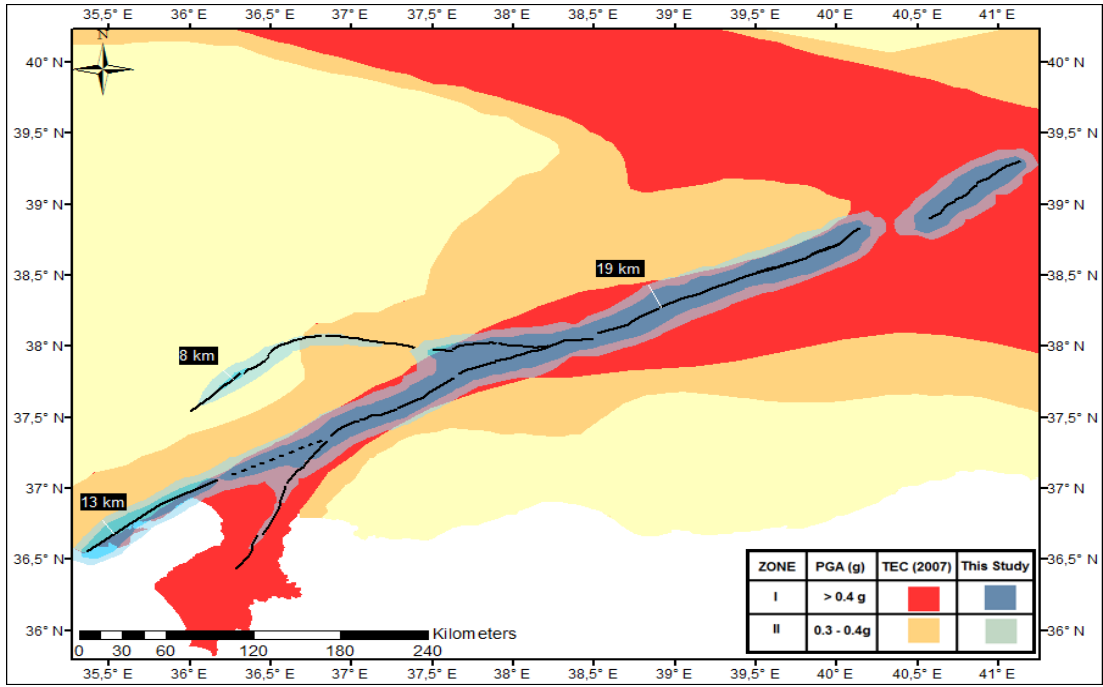 35,5° E 36° E 36,5° E 37° E 37,5° E 38° E 38,5° E 39° E 39,5° E 40° E 40,5° E 41° E
N
40° N 40° N
39,5° N 39,5° N
39° N 39° N
38,5° N 19 km 38,5° N
38° N 8 km 38° N
37,5° N 37,5° N
37° N 13 km 37° N
36,5° N 36,5° N
ZONE PGA (g) TEC (2007) This Study
I > 0.4 g
II 0.3 - 0.4g
36° N Kilometers 36° N
0 30 60 120 180 240
35,5° E 36° E 36,5° E 37° E 37,5° E 38° E 38,5° E 39° E 39,5° E 40° E 40,5° E 41° E